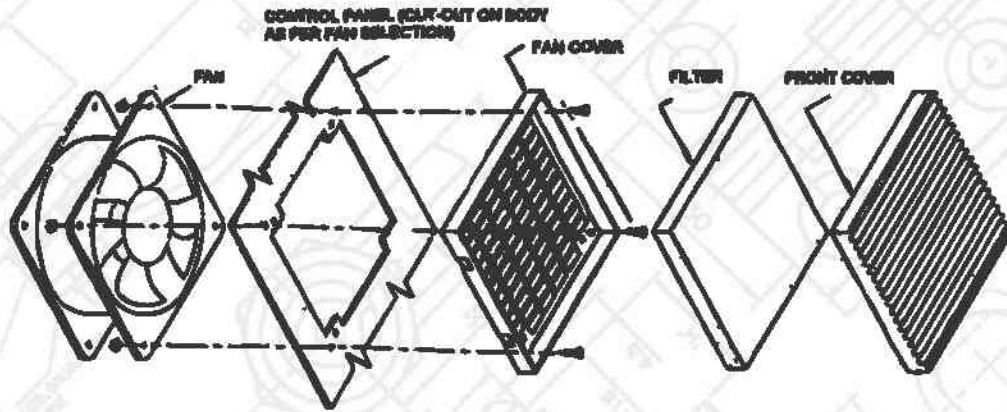 CONTROL PANEL (CUT-OUT ON BODY
AS PER FAN SELECTION)
FAN COVER
FAN
FILTER
FRONT COVER